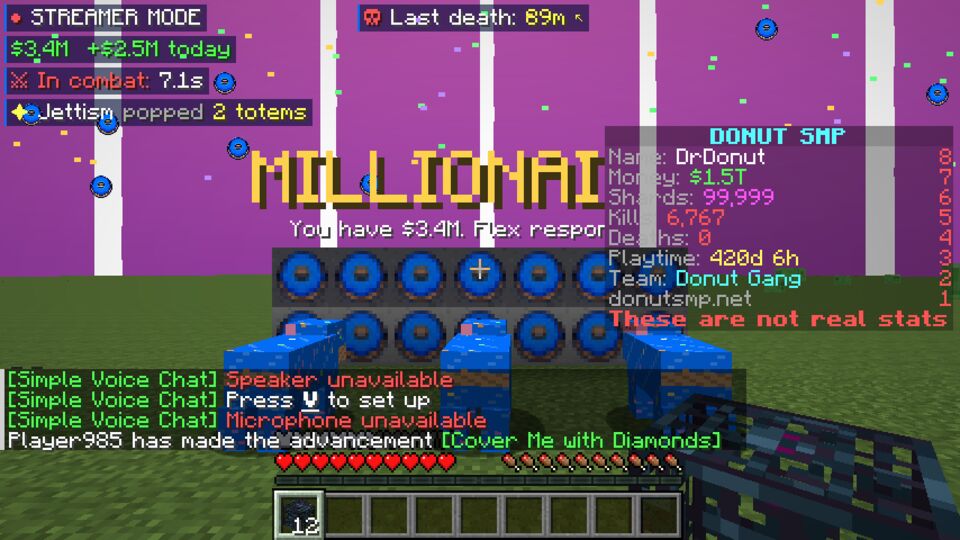 STREAMER MODE
$3.4M +$2.5M today
In combat: 7.1s
Jettism popped 2 totems
Last death: 89m
MILLIONAI
You have $3.4M. Flex respon
DONUT SMP
Name: DrDonut 8
Money: $1.5T 7
Shards: 99,999 6
Kills: 6,767 5
Deaths: 0 4
Playtime: 420d 6h 3
Team: Donut Gang 2
donutsmp.net 1
These are not real stats
[Simple Voice Chat] Speaker unavailable
[Simple Voice Chat] Press V to set up
[Simple Voice Chat] Microphone unavailable
Player985 has made the advancement [Cover Me with Diamonds]
12